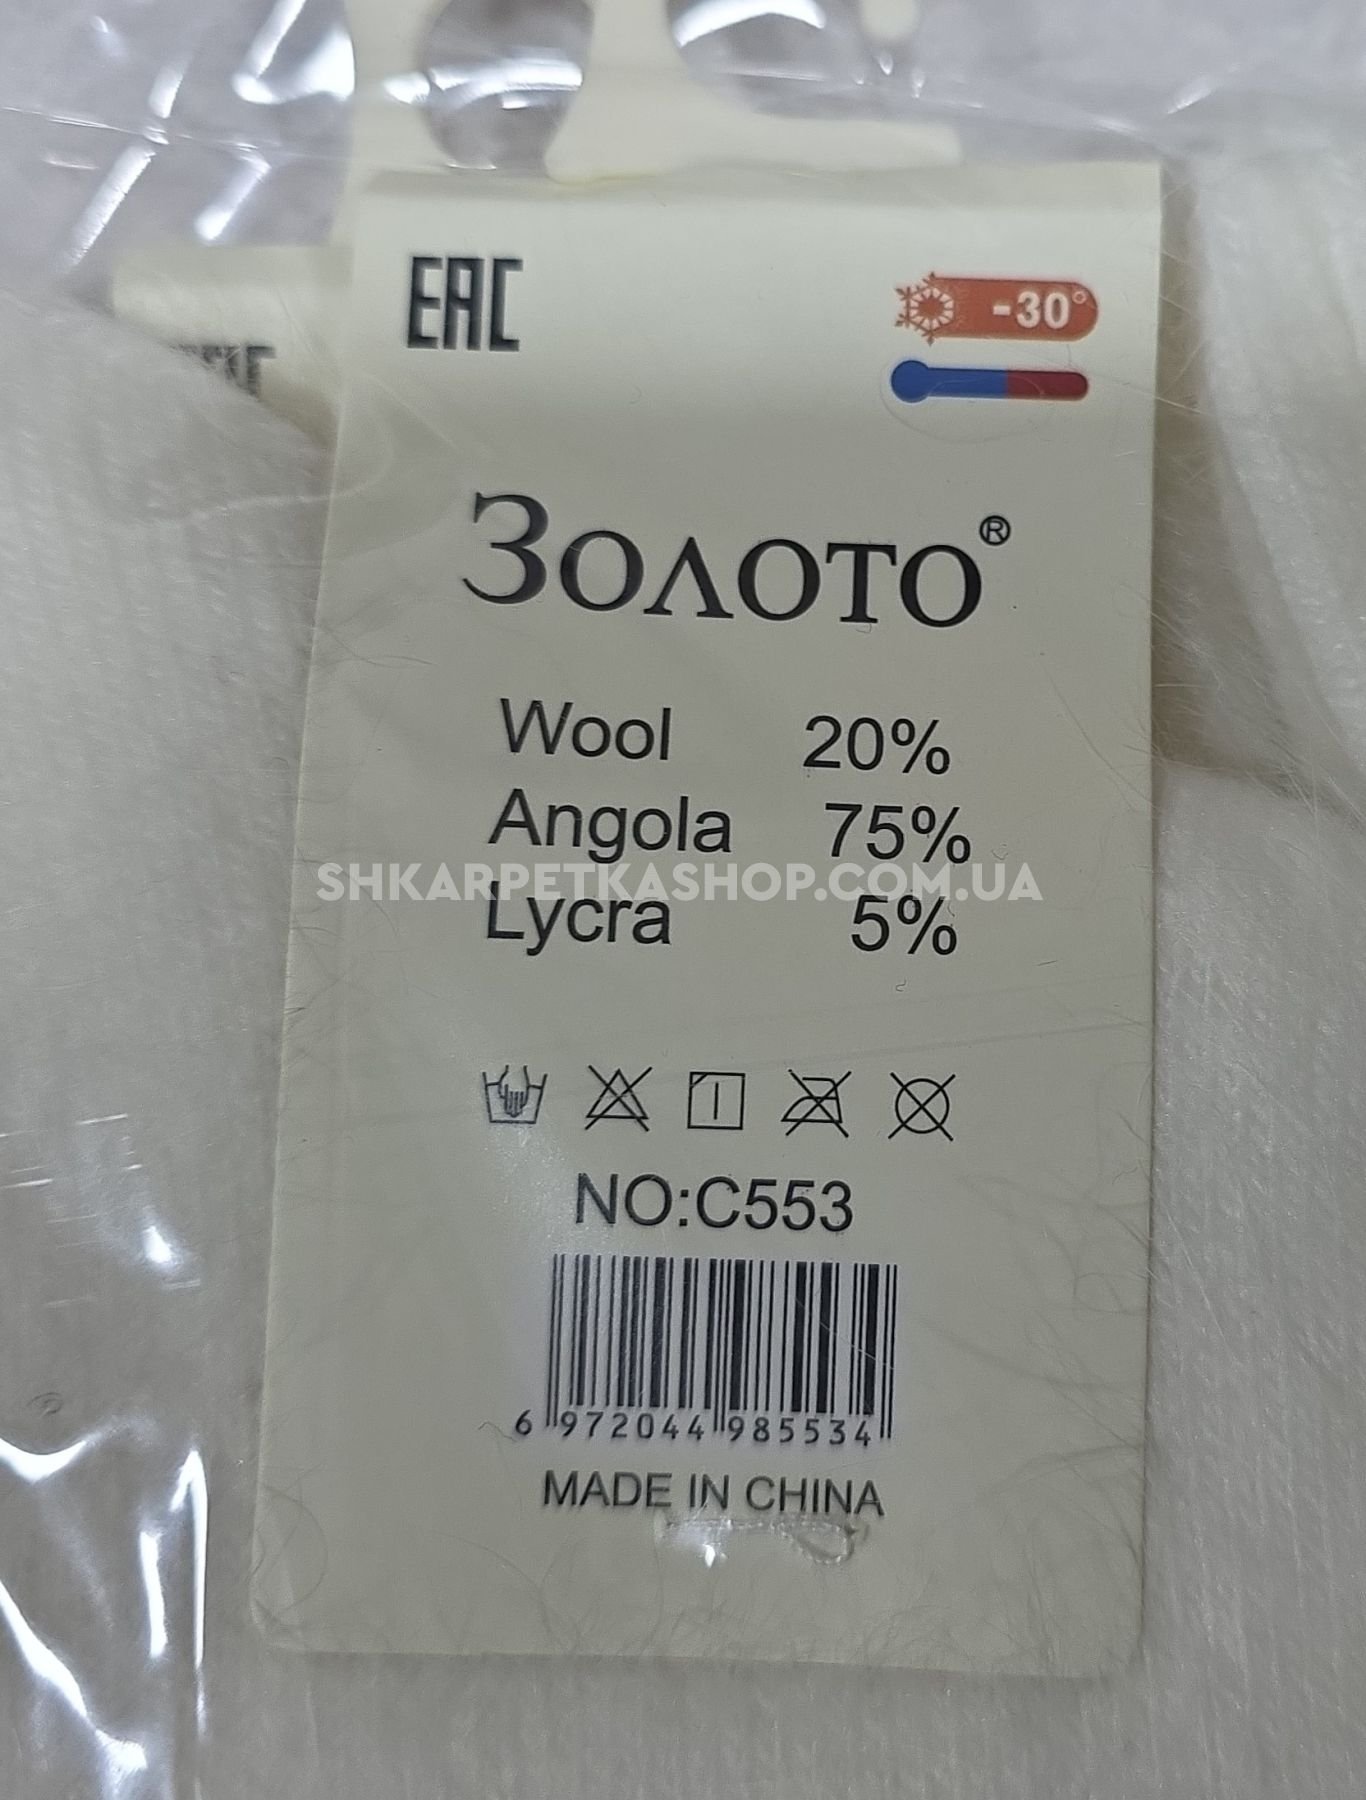 EAC
-30°
Золото®
Wool 20%
Angola 75%
SHKARPETKASHOP.COM.UA
Lycra 5%
NO:C553
6 972044 985534
MADE IN CHINA